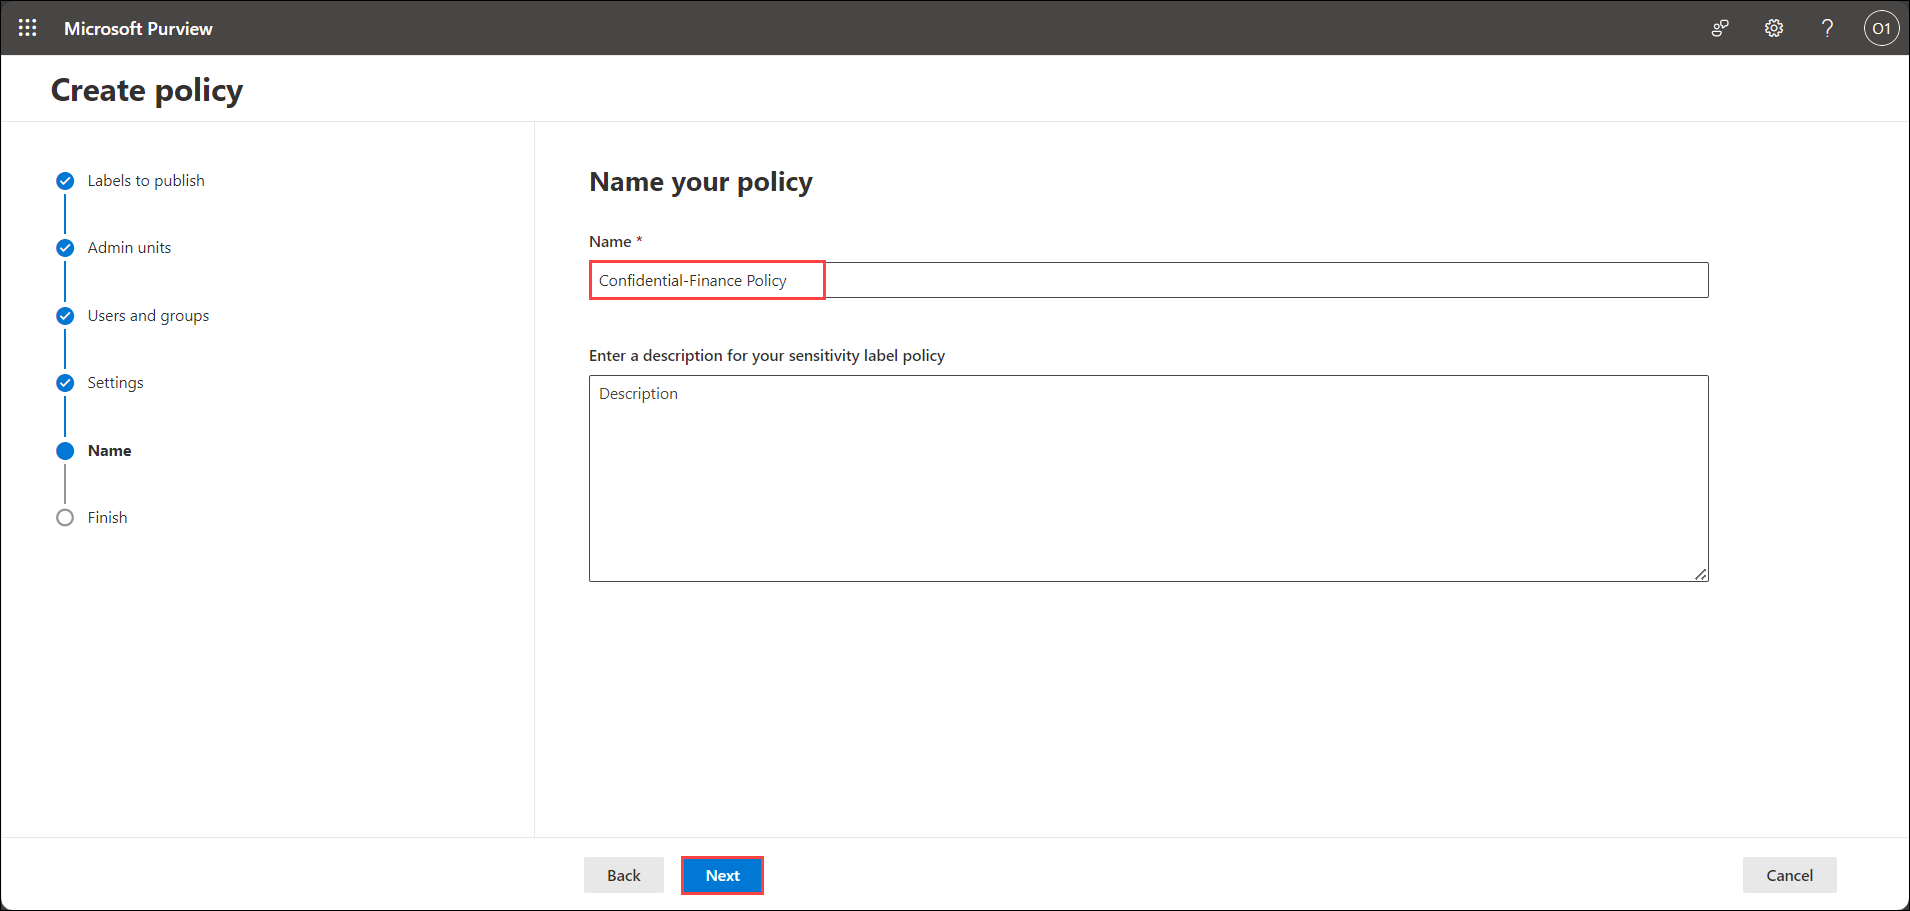 Microsoft Purview
?
O1
Create policy
Labels to publish
Admin units
Users and groups
Settings
Name
Finish
Name your policy
Name *
Confidential-Finance Policy
Enter a description for your sensitivity label policy
Description
Back
Next
Cancel